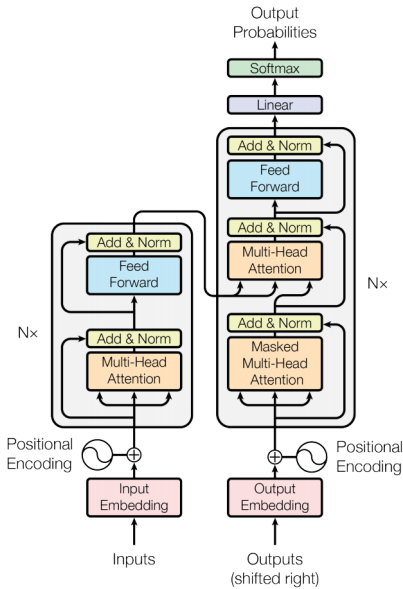 Output
Probabilities
Softmax
Linear
Add & Norm
Feed
Forward
Add & Norm
Multi-Head
Attention
Add & Norm
Masked
Multi-Head
Attention
N×
Add & Norm
Feed
Forward
Add & Norm
Multi-Head
Attention
N×
Positional
Encoding
Positional
Encoding
Input
Embedding
Output
Embedding
Inputs
Outputs
(shifted right)